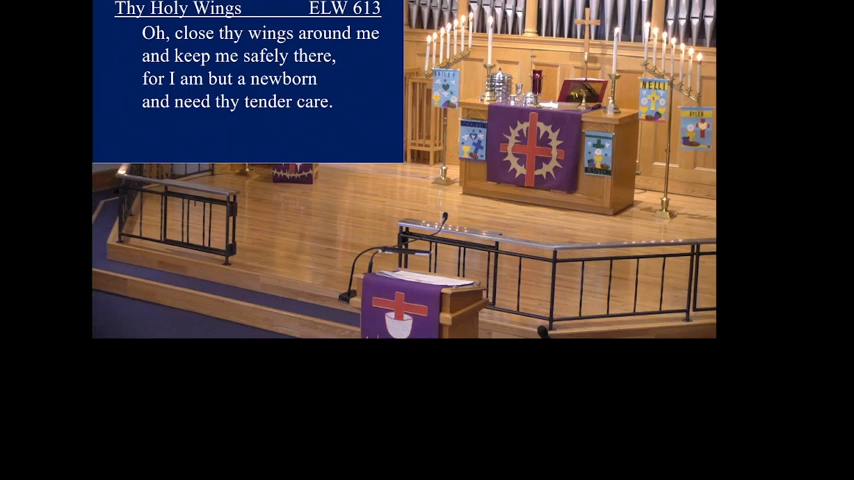 Thy Holy Wings ELW 613
Oh, close thy wings around me
and keep me safely there,
for I am but a newborn
and need thy tender care.
NELLI